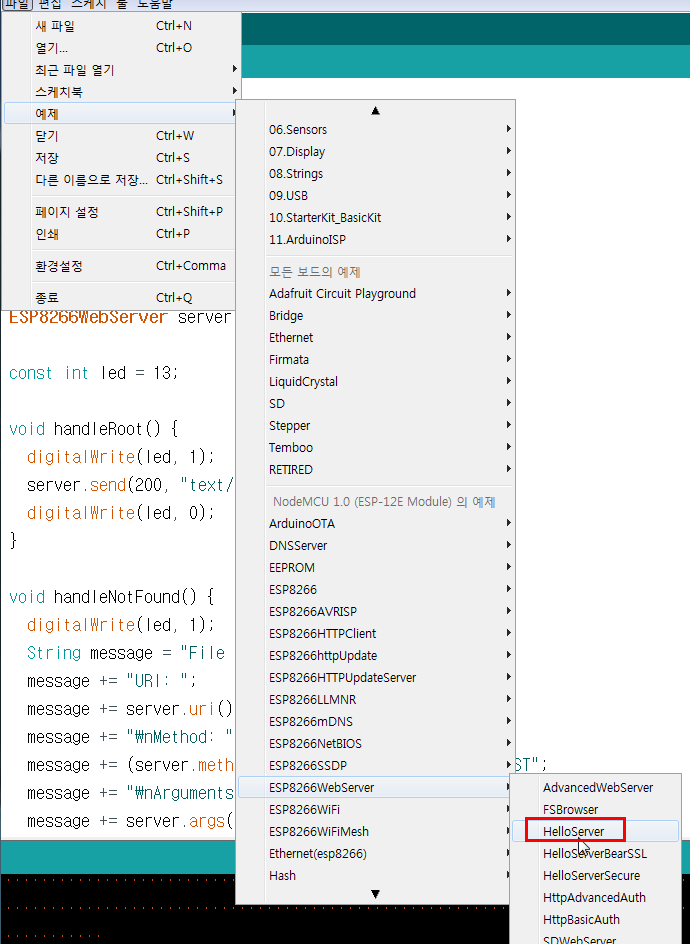 파일 편집 스케치 툴 도움말
새 파일 Ctrl+N
열기... Ctrl+O
최근 파일 열기
스케치북
예제
닫기 Ctrl+W
저장 Ctrl+S
다른 이름으로 저장... Ctrl+Shift+S
페이지 설정 Ctrl+Shift+P
인쇄 Ctrl+P
환경설정 Ctrl+Comma
종료 Ctrl+Q
06.Sensors
07.Display
08.Strings
09.USB
10.StarterKit_BasicKit
11.ArduinoISP
모든 보드의 예제
Adafruit Circuit Playground
Bridge
Ethernet
Firmata
LiquidCrystal
SD
Stepper
Temboo
RETIRED
NodeMCU 1.0 (ESP-12E Module) 의 예제
ArduinoOTA
DNSServer
EEPROM
ESP8266
ESP8266AVRISP
ESP8266HTTPClient
ESP8266httpUpdate
ESP8266HTTPUpdateServer
ESP8266LLMNR
ESP8266mDNS
ESP8266NetBIOS
ESP8266SSDP
ESP8266WebServer
ESP8266WiFi
ESP8266WiFiMesh
Ethernet(esp8266)
Hash
AdvancedWebServer
FSBrowser
HelloServer
HelloServerBearSSL
HelloServerSecure
HttpAdvancedAuth
HttpBasicAuth
SDWebServer
ESP8266WebServer server
const int led = 13;
void handleRoot() {
digitalWrite(led, 1);
server.send(200, "text/
digitalWrite(led, 0);
}
void handleNotFound() {
digitalWrite(led, 1);
String message = "File
message += "URI: ";
message += server.uri()
message += "₩nMethod: "
message += (server.meth ST";
message += "₩nArguments
message += server.args(